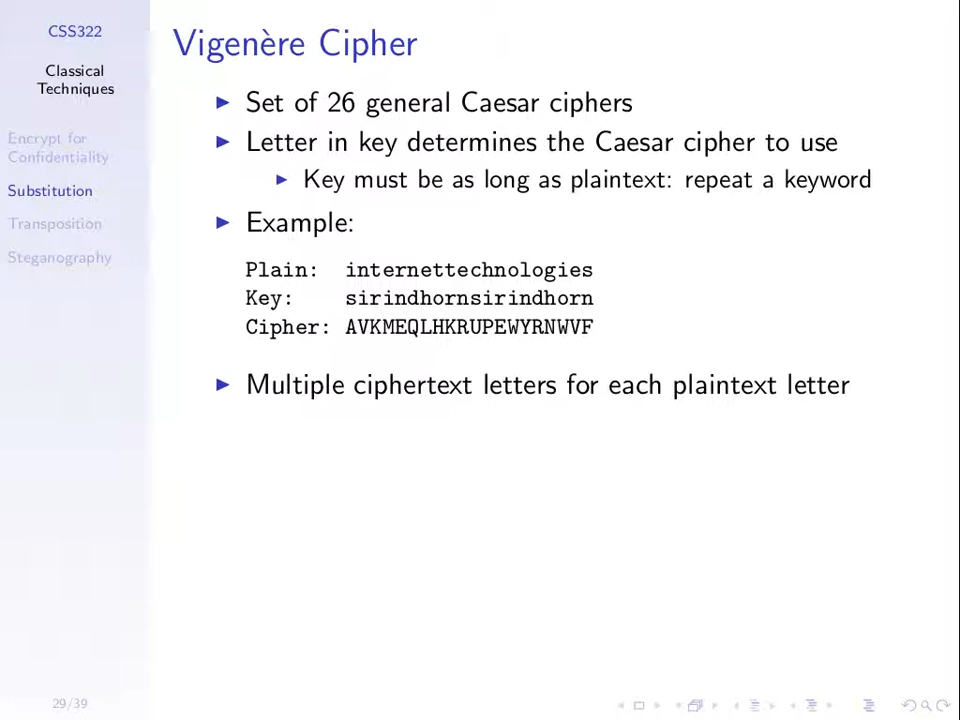 CSS322
Classical
Techniques
Encrypt for
Confidentiality
Substitution
Transposition
Steganography
29/39
Vigenère Cipher
Set of 26 general Caesar ciphers
Letter in key determines the Caesar cipher to use
Key must be as long as plaintext: repeat a keyword
Example:
Plain: internettechnologies
Key: sirindhornsirindhorn
Cipher: AVKMEQLHKRUPEWYRNWVF
Multiple ciphertext letters for each plaintext letter